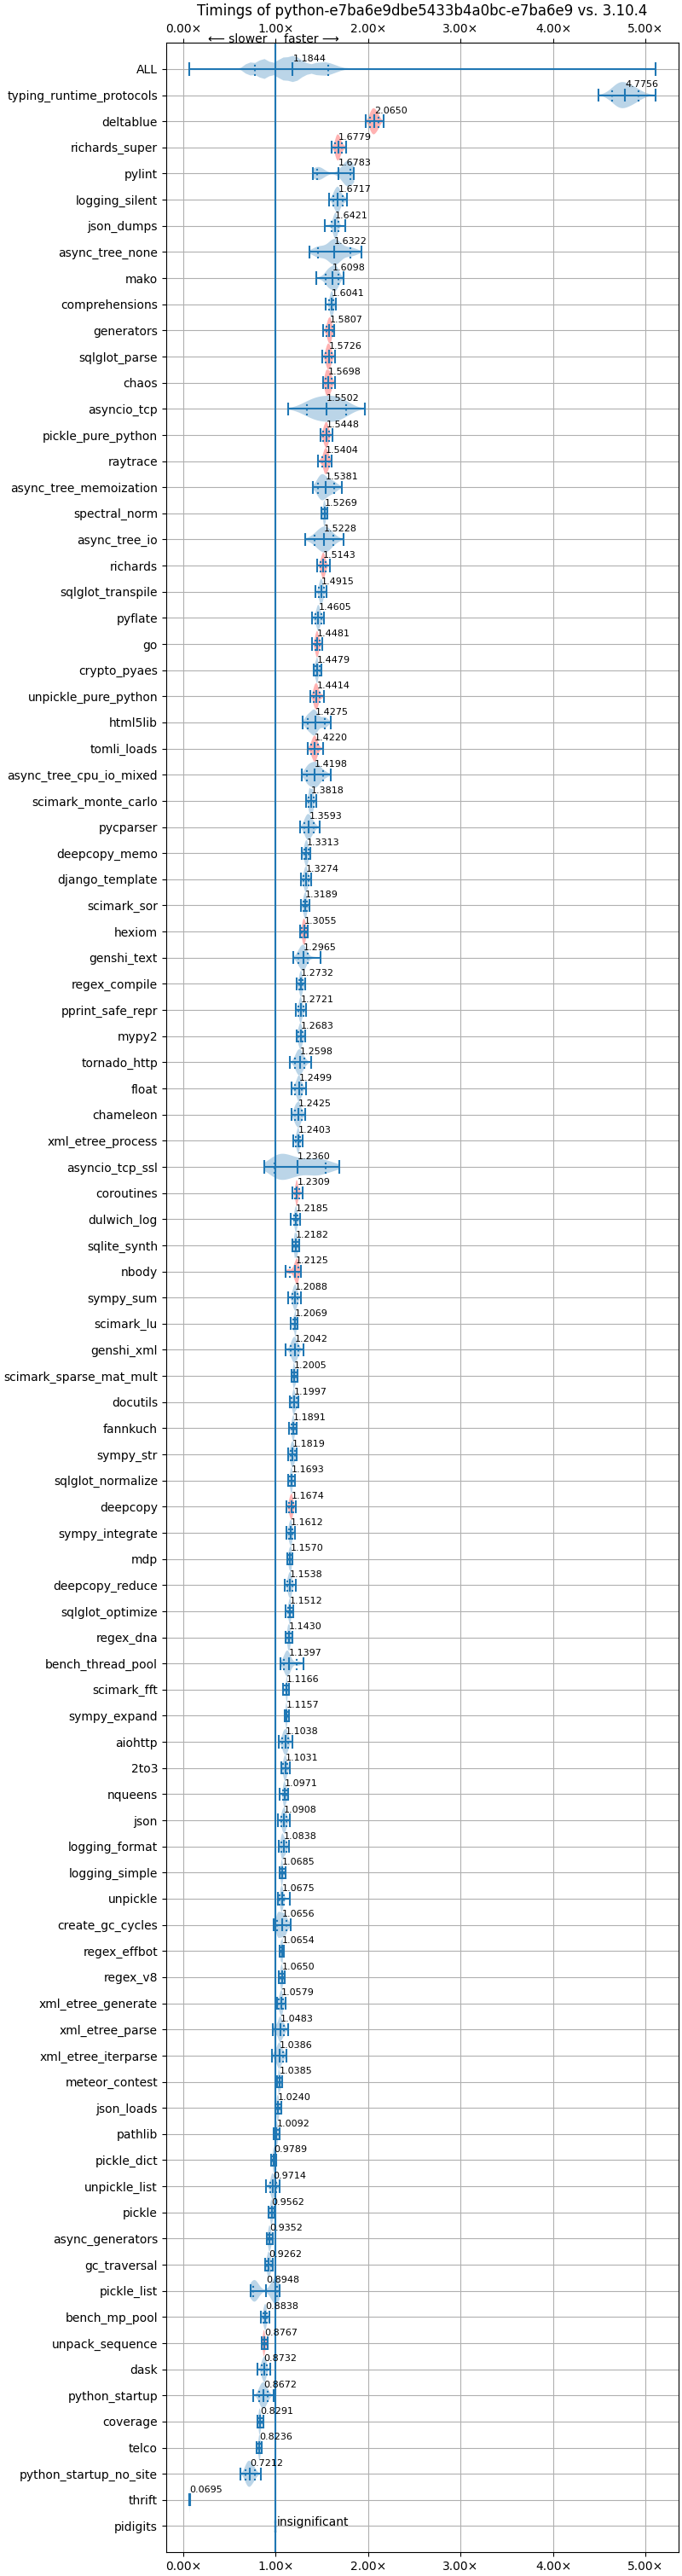 Timings of python-e7ba6e9dbe5433b4a0bc-e7ba6e9 vs. 3.10.4
0.00× 1.00× 2.00× 3.00× 4.00× 5.00×
← slower faster →
ALL 1.1844
typing_runtime_protocols 4.7756
deltablue 2.0650
richards_super 1.6779
pylint 1.6783
logging_silent 1.6717
json_dumps 1.6421
async_tree_none 1.6322
mako 1.6098
comprehensions 1.6041
generators 1.5807
sqlglot_parse 1.5726
chaos 1.5698
asyncio_tcp 1.5502
pickle_pure_python 1.5448
raytrace 1.5404
async_tree_memoization 1.5381
spectral_norm 1.5269
async_tree_io 1.5228
richards 1.5143
sqlglot_transpile 1.4915
pyflate 1.4605
go 1.4481
crypto_pyaes 1.4479
unpickle_pure_python 1.4414
html5lib 1.4275
tomli_loads 1.4220
async_tree_cpu_io_mixed 1.4198
scimark_monte_carlo 1.3818
pycparser 1.3593
deepcopy_memo 1.3313
django_template 1.3274
scimark_sor 1.3189
hexiom 1.3055
genshi_text 1.2965
regex_compile 1.2732
pprint_safe_repr 1.2721
mypy2 1.2683
tornado_http 1.2598
float 1.2499
chameleon 1.2425
xml_etree_process 1.2403
asyncio_tcp_ssl 1.2360
coroutines 1.2309
dulwich_log 1.2185
sqlite_synth 1.2182
nbody 1.2125
sympy_sum 1.2088
scimark_lu 1.2069
genshi_xml 1.2042
scimark_sparse_mat_mult 1.2005
docutils 1.1997
fannkuch 1.1891
sympy_str 1.1819
sqlglot_normalize 1.1693
deepcopy 1.1674
sympy_integrate 1.1612
mdp 1.1570
deepcopy_reduce 1.1538
sqlglot_optimize 1.1512
regex_dna 1.1430
bench_thread_pool 1.1397
scimark_fft 1.1166
sympy_expand 1.1157
aiohttp 1.1038
2to3 1.1031
nqueens 1.0971
json 1.0908
logging_format 1.0838
logging_simple 1.0685
unpickle 1.0675
create_gc_cycles 1.0656
regex_effbot 1.0654
regex_v8 1.0650
xml_etree_generate 1.0579
xml_etree_parse 1.0483
xml_etree_iterparse 1.0386
meteor_contest 1.0385
json_loads 1.0240
pathlib 1.0092
pickle_dict 0.9789
unpickle_list 0.9714
pickle 0.9562
async_generators 0.9352
gc_traversal 0.9262
pickle_list 0.8948
bench_mp_pool 0.8838
unpack_sequence 0.8767
dask 0.8732
python_startup 0.8672
coverage 0.8291
telco 0.8236
python_startup_no_site 0.7212
thrift 0.0695
pidigits insignificant
0.00× 1.00× 2.00× 3.00× 4.00× 5.00×